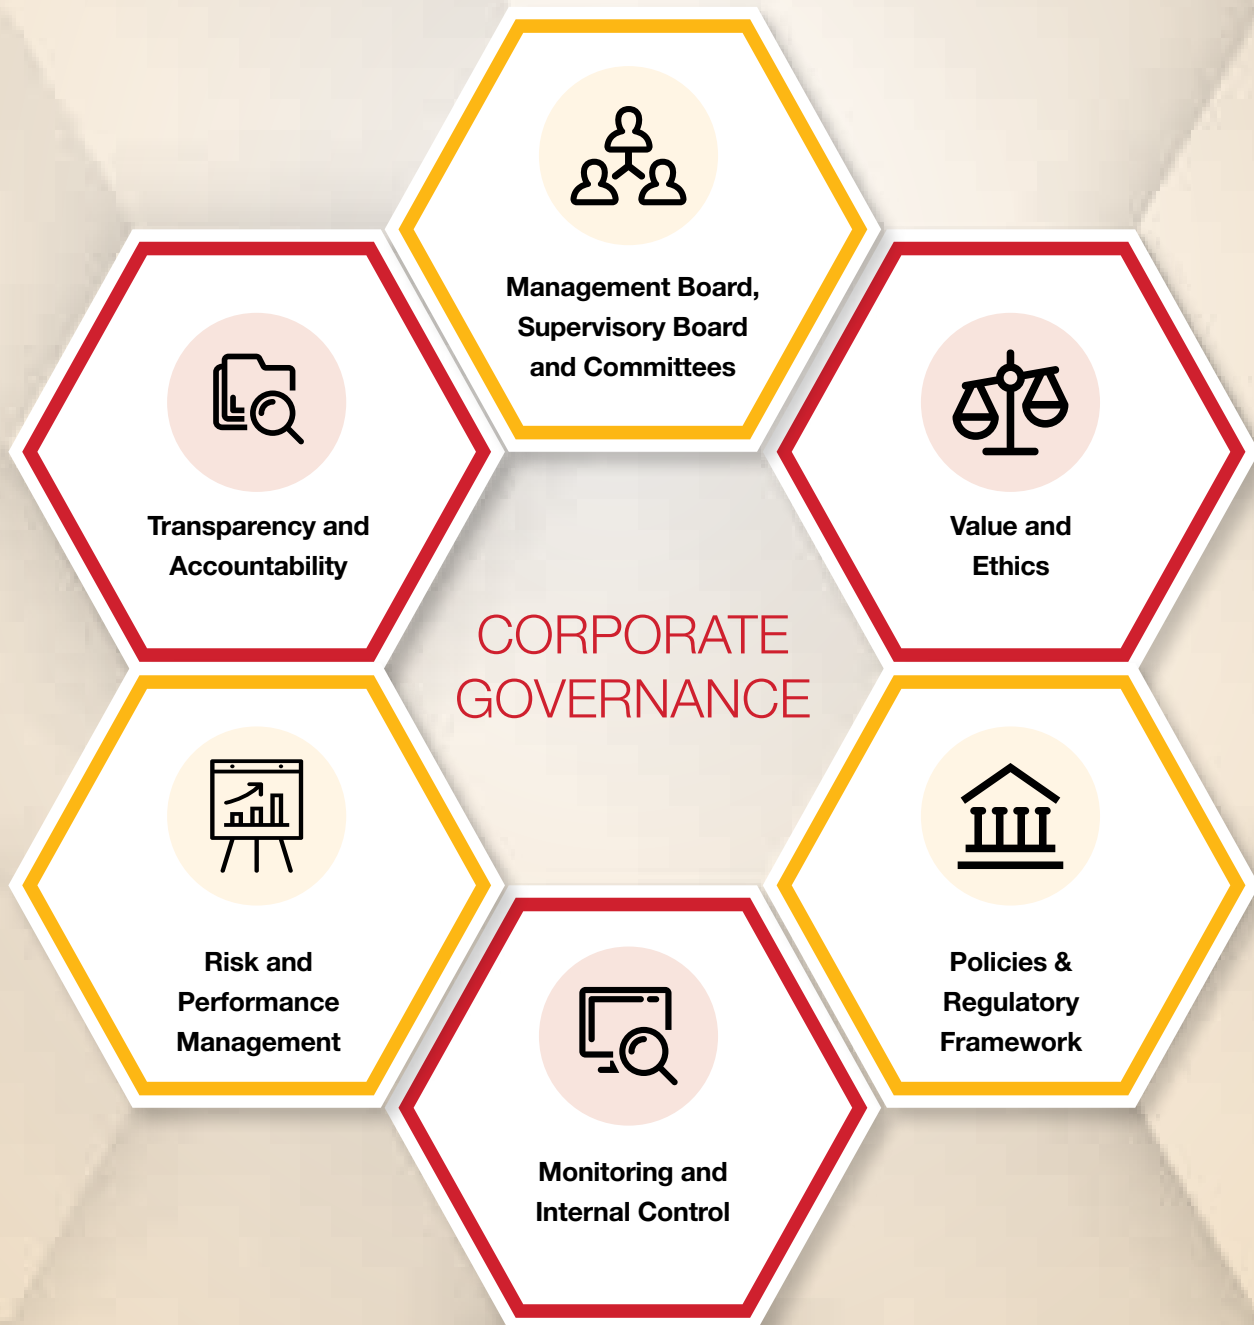 Management Board,
Supervisory Board
and Committees
Transparency and
Accountability
Value and
Ethics
CORPORATE
GOVERNANCE
Risk and
Performance
Management
Policies &
Regulatory
Framework
Monitoring and
Internal Control